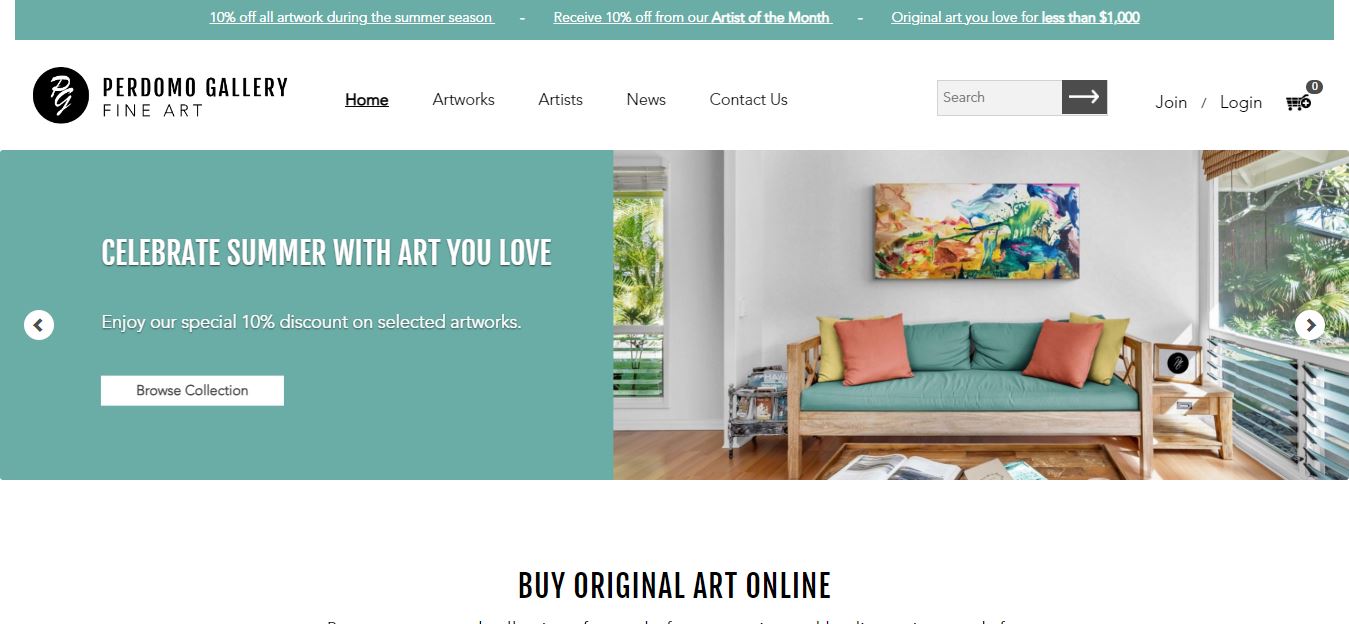 10% off all artwork during the summer season - Receive 10% off from our Artist of the Month - Original art you love for less than $1,000
PERDOMO GALLERY
FINE ART
Home Artworks Artists News Contact Us
Search
Join / Login
0
CELEBRATE SUMMER WITH ART YOU LOVE
Enjoy our special 10% discount on selected artworks.
Browse Collection
BUY ORIGINAL ART ONLINE